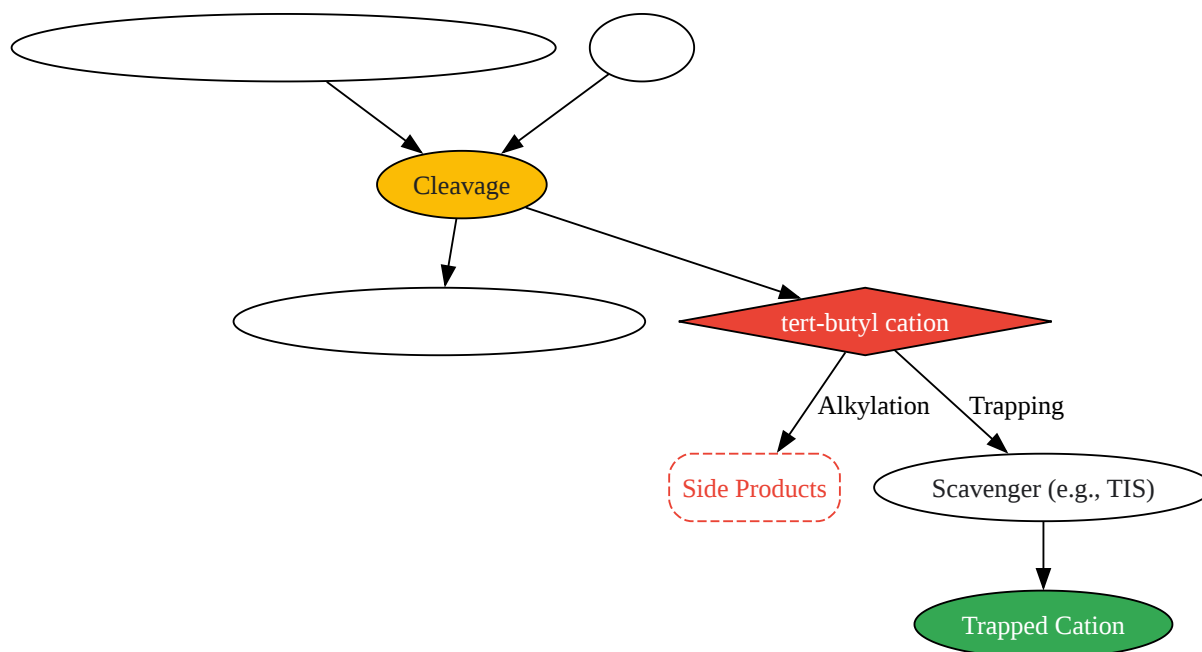 Cleavage
tert-butyl cation
Alkylation
Trapping
Side Products
Scavenger (e.g., TIS)
Trapped Cation